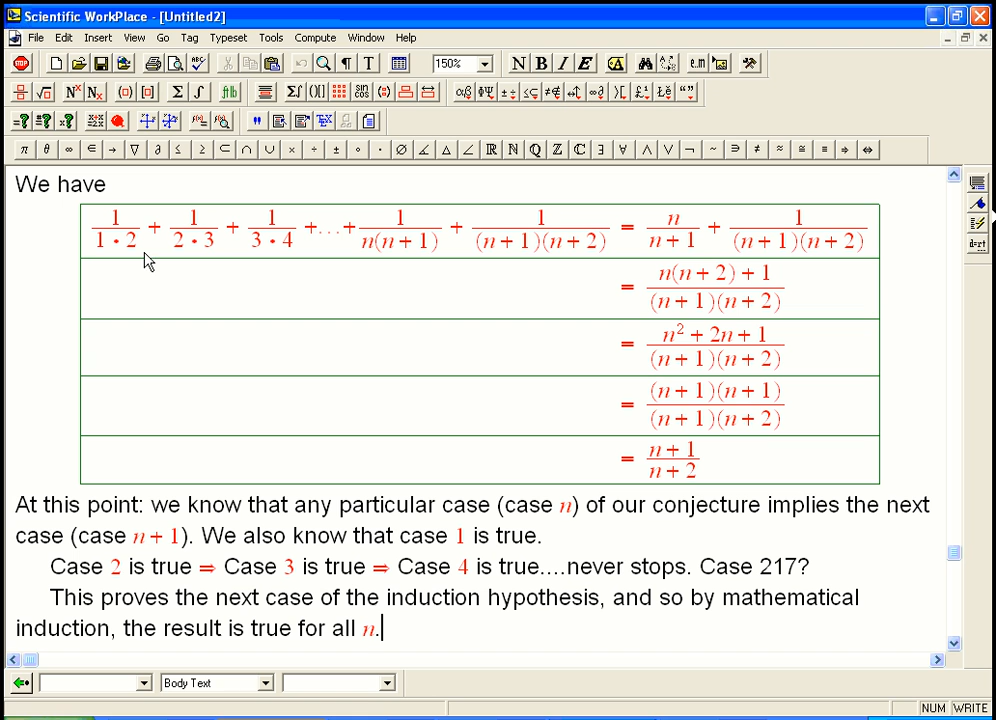 Scientific WorkPlace - [Untitled2]
File Edit Insert View Go Tag Typeset Tools Compute Window Help
150%
We have
1/(1 · 2) + 1/(2 · 3) + 1/(3 · 4) +…+ 1/(n(n + 1)) + 1/((n + 1)(n + 2)) = n/(n + 1) + 1/((n + 1)(n + 2))
= (n(n + 2) + 1)/((n + 1)(n + 2))
= (n² + 2n + 1)/((n + 1)(n + 2))
= ((n + 1)(n + 1))/((n + 1)(n + 2))
= (n + 1)/(n + 2)
At this point: we know that any particular case (case n) of our conjecture implies the next
case (case n + 1). We also know that case 1 is true.
Case 2 is true ⇒ Case 3 is true ⇒ Case 4 is true....never stops. Case 217?
This proves the next case of the induction hypothesis, and so by mathematical
induction, the result is true for all n.
Body Text
NUM WRITE